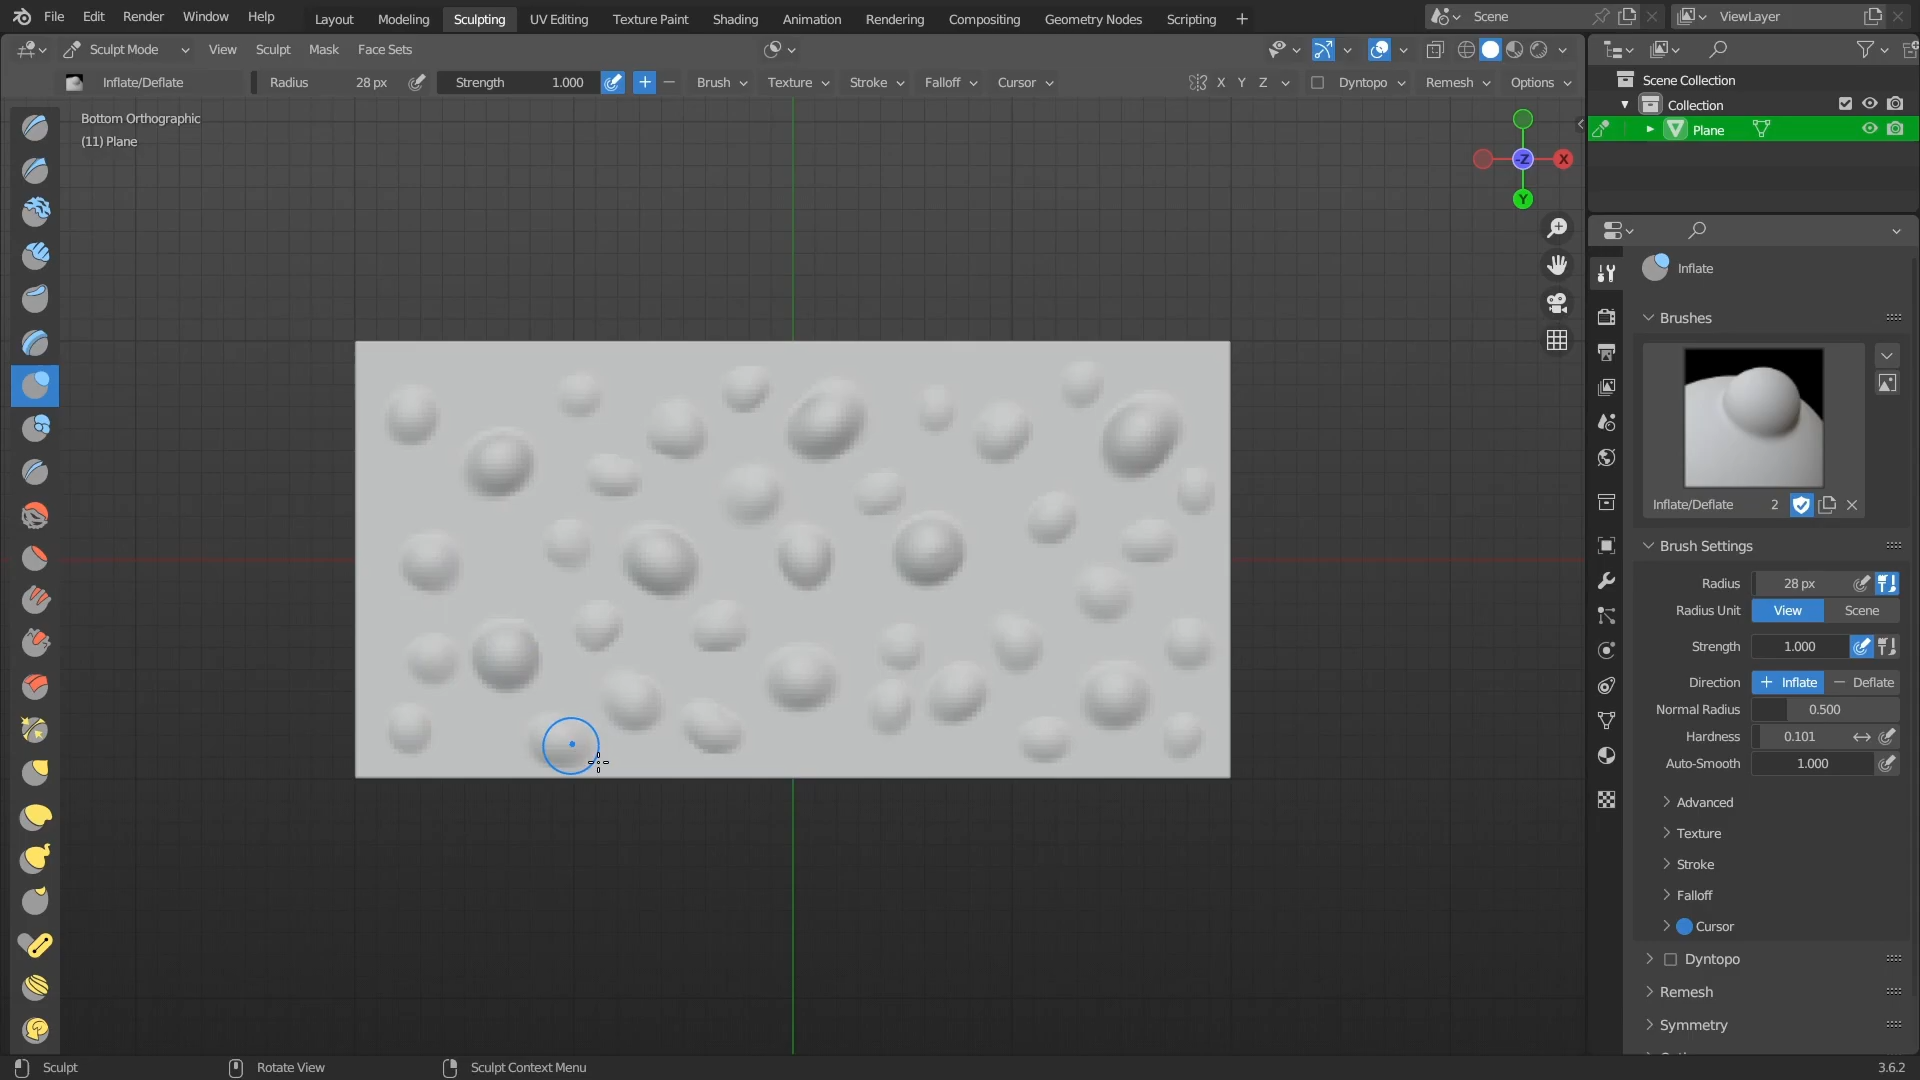 File Edit Render Window Help Layout Modeling Sculpting UV Editing Texture Paint Shading Animation Rendering Compositing Geometry Nodes Scripting + Scene ViewLayer
Sculpt Mode View Sculpt Mask Face Sets
Inflate/Deflate Radius 28 px Strength 1.000 + − Brush Texture Stroke Falloff Cursor X Y Z Dyntopo Remesh Options
Bottom Orthographic
(11) Plane
-Z
X
Y
Scene Collection
Collection
Plane
Inflate
Brushes
Inflate/Deflate 2
Brush Settings
Radius 28 px
Radius Unit View Scene
Strength 1.000
Direction + Inflate − Deflate
Normal Radius 0.500
Hardness 0.101
Auto-Smooth 1.000
Advanced
Texture
Stroke
Falloff
Cursor
Dyntopo
Remesh
Symmetry
Sculpt Rotate View Sculpt Context Menu 3.6.2